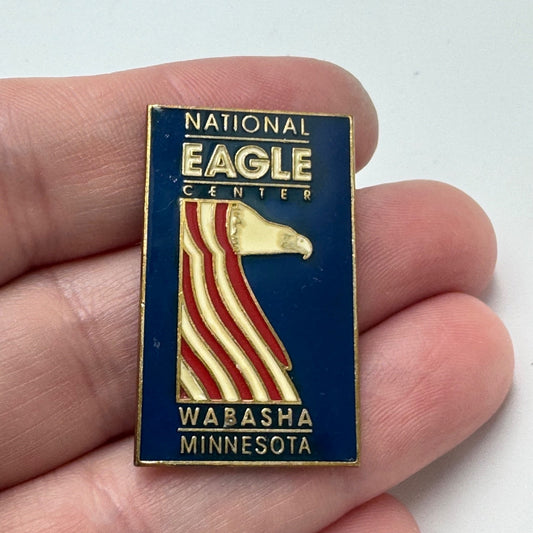 NATIONAL
EAGLE
CENTER
WABASHA
MINNESOTA